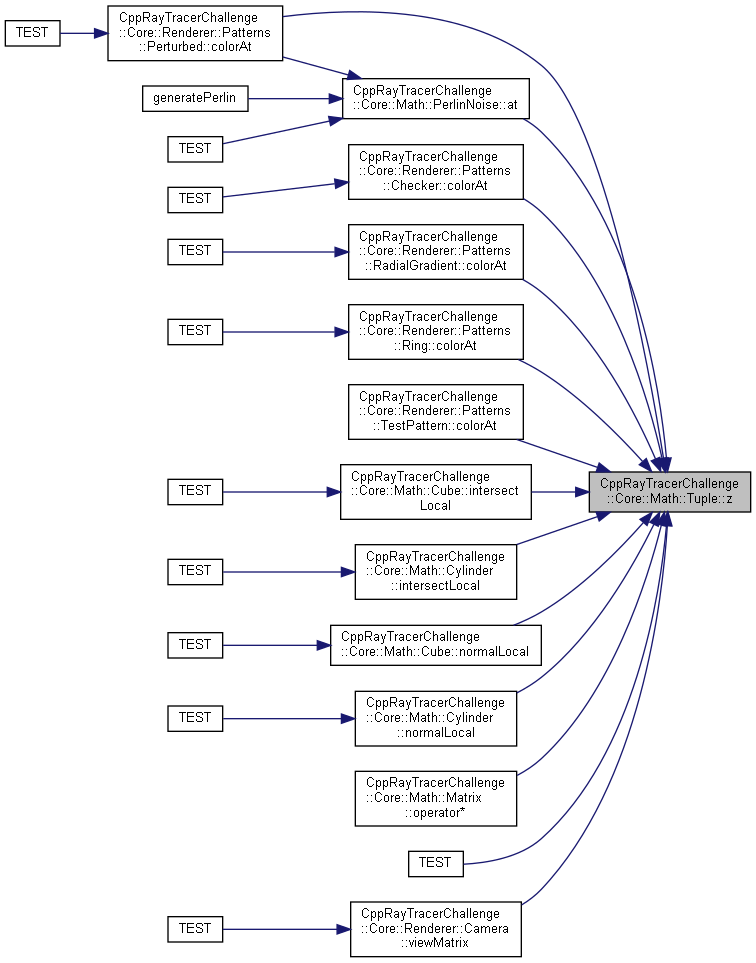 CppRayTracerChallenge
::Core::Renderer::Patterns
::Perturbed::colorAt
TEST
CppRayTracerChallenge
::Core::Math::PerlinNoise::at
generatePerlin
TEST
CppRayTracerChallenge
::Core::Renderer::Patterns
::Checker::colorAt
TEST
CppRayTracerChallenge
::Core::Renderer::Patterns
::RadialGradient::colorAt
TEST
CppRayTracerChallenge
::Core::Renderer::Patterns
::Ring::colorAt
TEST
CppRayTracerChallenge
::Core::Renderer::Patterns
::TestPattern::colorAt
CppRayTracerChallenge
::Core::Math::Tuple::z
CppRayTracerChallenge
::Core::Math::Cube::intersect
Local
TEST
CppRayTracerChallenge
::Core::Math::Cylinder
::intersectLocal
TEST
CppRayTracerChallenge
::Core::Math::Cube::normalLocal
TEST
CppRayTracerChallenge
::Core::Math::Cylinder
::normalLocal
TEST
CppRayTracerChallenge
::Core::Math::Matrix
::operator*
TEST
CppRayTracerChallenge
::Core::Renderer::Camera
::viewMatrix
TEST